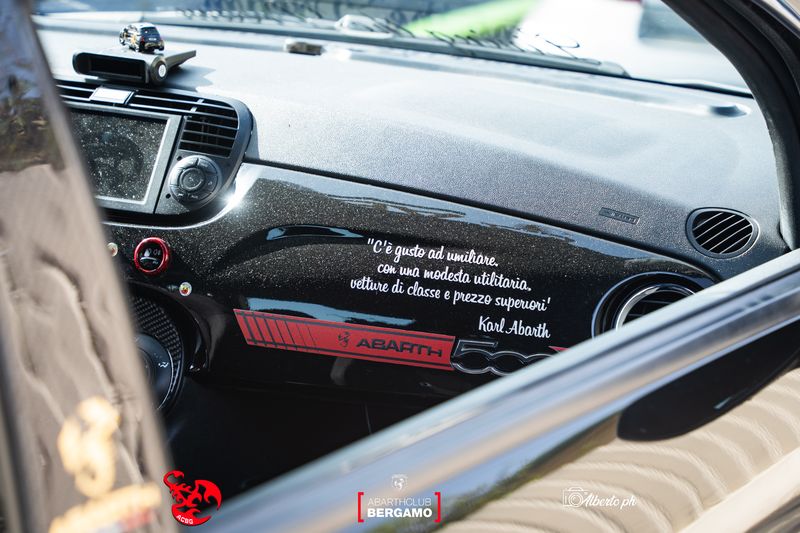 "C'è gusto ad umiliare.
con una modesta utilitaria.
vetture di classe e prezzo superiori'
Karl Abarth
ABARTH 500
ACBG
ABARTHCLUB
BERGAMO
Alberto ph